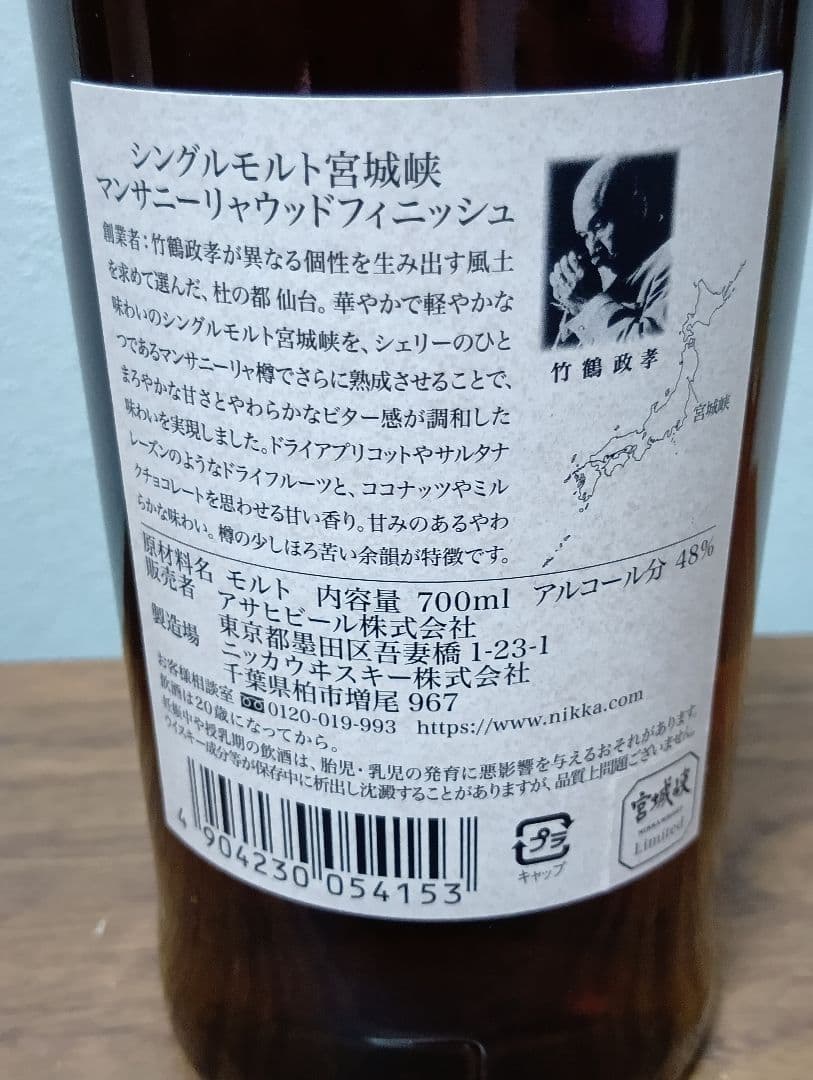 シングルモルト宮城峡
マンサニーリャウッドフィニッシュ
創業者:竹鶴政孝が異なる個性を生み出す風土
を求めて選んだ、杜の都 仙台。華やかで軽やかな
味わいのシングルモルト宮城峡を、シェリーのひと
つであるマンサニーリャ樽でさらに熟成させることで、
まろやかな甘さとやわらかなビター感が調和した
味わいを実現しました。ドライアプリコットやサルタナ
レーズンのようなドライフルーツと、ココナッツやミル
クチョコレートを思わせる甘い香り。甘みのあるやわ
らかな味わい。樽の少しほろ苦い余韻が特徴です。
竹鶴政孝
宮城峡
原材料名 モルト 内容量 700ml アルコール分 48%
販売者 アサヒビール株式会社
東京都墨田区吾妻橋 1-23-1
製造場 ニッカウヰスキー株式会社
千葉県柏市増尾 967
お客様相談室 0120-019-993 https://www.nikka.com
飲酒は20歳になってから。
妊娠中や授乳期の飲酒は、胎児・乳児の発育に悪影響を与えるおそれがあります。
ウイスキー成分等が保存中に析出し沈澱することがありますが、品質上問題ございません。
4 904230 054153
プラ
キャップ
宮城峡
Limited